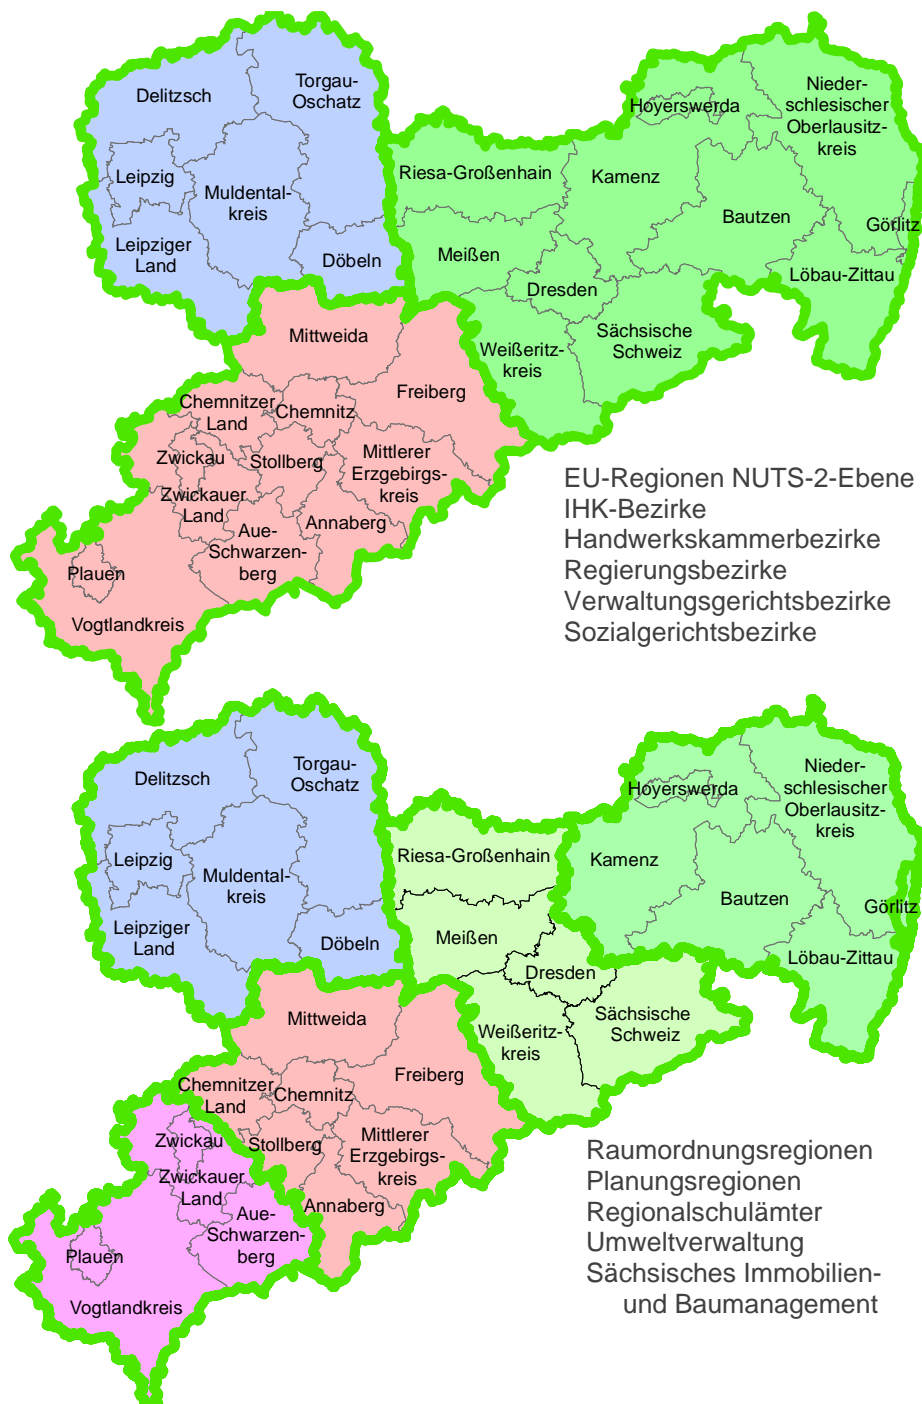 Delitzsch
Torgau-
Oschatz
Leipzig
Muldental-
kreis
Leipziger
Land
Döbeln
Riesa-Großenhain
Kamenz
Hoyerswerda
Nieder-
schlesischer
Oberlausitz-
kreis
Bautzen
Görlitz
Meißen
Dresden
Löbau-Zittau
Weißeritz-
kreis
Sächsische
Schweiz
Mittweida
Freiberg
Chemnitzer
Land
Chemnitz
Zwickau
Stollberg
Mittlerer
Erzgebirgs-
kreis
Zwickauer
Land
Aue-
Schwarzen-
berg
Annaberg
Plauen
Vogtlandkreis
EU-Regionen NUTS-2-Ebene
IHK-Bezirke
Handwerkskammerbezirke
Regierungsbezirke
Verwaltungsgerichtsbezirke
Sozialgerichtsbezirke
Delitzsch
Torgau-
Oschatz
Leipzig
Muldental-
kreis
Leipziger
Land
Döbeln
Riesa-Großenhain
Kamenz
Hoyerswerda
Nieder-
schlesischer
Oberlausitz-
kreis
Bautzen
Görlitz
Meißen
Dresden
Löbau-Zittau
Weißeritz-
kreis
Sächsische
Schweiz
Mittweida
Freiberg
Chemnitzer
Land
Chemnitz
Zwickau
Stollberg
Mittlerer
Erzgebirgs-
kreis
Zwickauer
Land
Aue-
Schwarzen-
berg
Annaberg
Plauen
Vogtlandkreis
Raumordnungsregionen
Planungsregionen
Regionalschulämter
Umweltverwaltung
Sächsisches Immobilien-
und Baumanagement